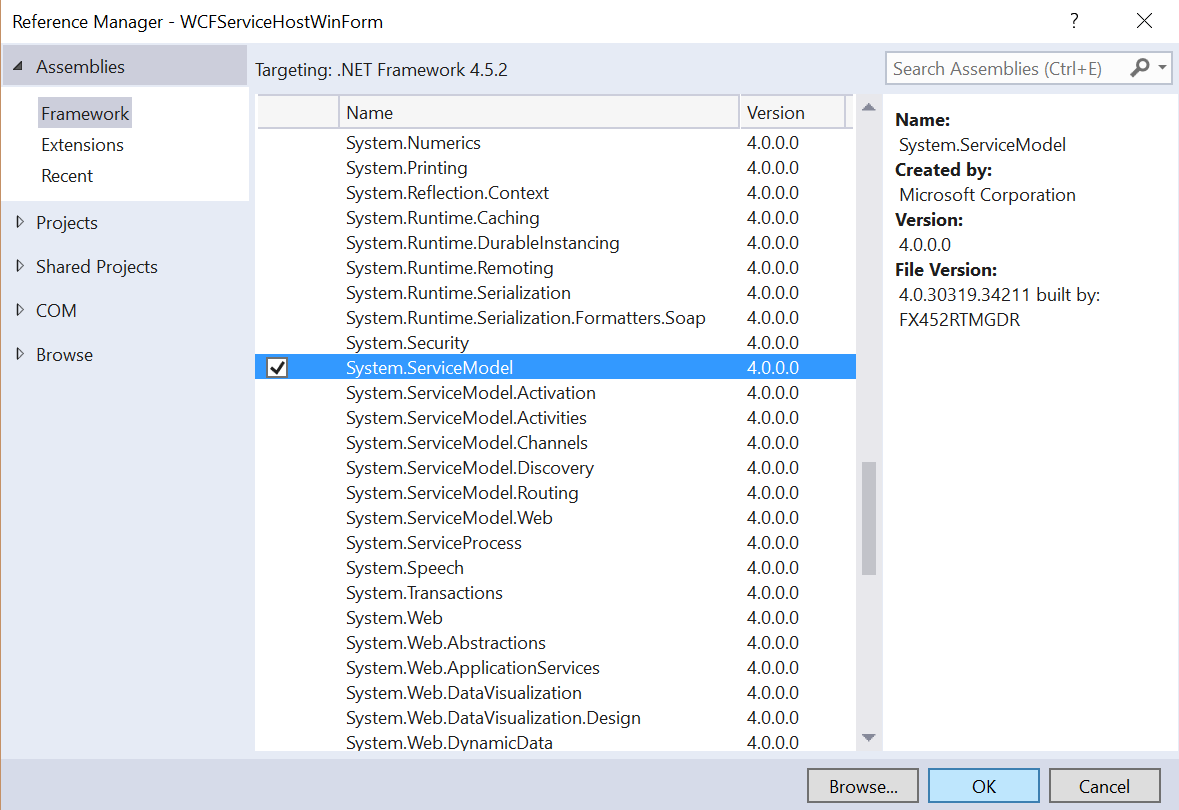 Reference Manager - WCFServiceHostWinForm
?
Assemblies
Framework
Extensions
Recent
Projects
Shared Projects
COM
Browse
Targeting: .NET Framework 4.5.2
Search Assemblies (Ctrl+E)
Name Version
System.Numerics 4.0.0.0
System.Printing 4.0.0.0
System.Reflection.Context 4.0.0.0
System.Runtime.Caching 4.0.0.0
System.Runtime.DurableInstancing 4.0.0.0
System.Runtime.Remoting 4.0.0.0
System.Runtime.Serialization 4.0.0.0
System.Runtime.Serialization.Formatters.Soap 4.0.0.0
System.Security 4.0.0.0
System.ServiceModel 4.0.0.0
System.ServiceModel.Activation 4.0.0.0
System.ServiceModel.Activities 4.0.0.0
System.ServiceModel.Channels 4.0.0.0
System.ServiceModel.Discovery 4.0.0.0
System.ServiceModel.Routing 4.0.0.0
System.ServiceModel.Web 4.0.0.0
System.ServiceProcess 4.0.0.0
System.Speech 4.0.0.0
System.Transactions 4.0.0.0
System.Web 4.0.0.0
System.Web.Abstractions 4.0.0.0
System.Web.ApplicationServices 4.0.0.0
System.Web.DataVisualization 4.0.0.0
System.Web.DataVisualization.Design 4.0.0.0
System.Web.DynamicData 4.0.0.0
Name:
System.ServiceModel
Created by:
Microsoft Corporation
Version:
4.0.0.0
File Version:
4.0.30319.34211 built by:
FX452RTMGDR
Browse... OK Cancel